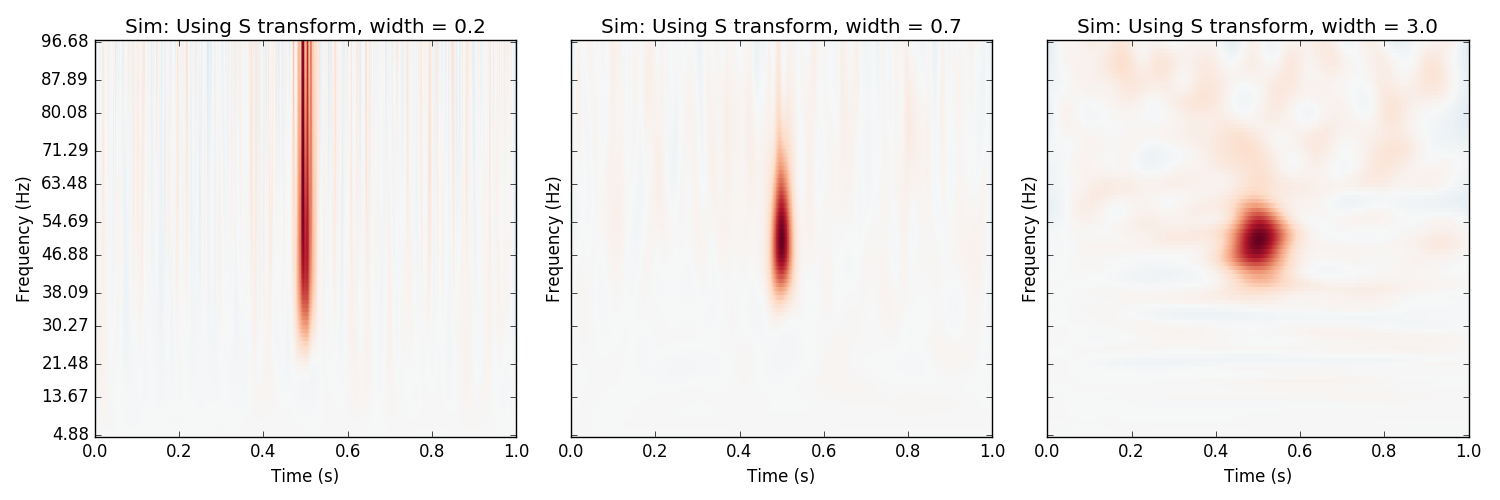 Sim: Using S transform, width = 0.2
Sim: Using S transform, width = 0.7
Sim: Using S transform, width = 3.0
96.68
87.89
80.08
71.29
63.48
54.69
46.88
38.09
30.27
21.48
13.67
4.88
Frequency (Hz)
Frequency (Hz)
Frequency (Hz)
0.0 0.2 0.4 0.6 0.8 1.0
0.0 0.2 0.4 0.6 0.8 1.0
0.0 0.2 0.4 0.6 0.8 1.0
Time (s)
Time (s)
Time (s)